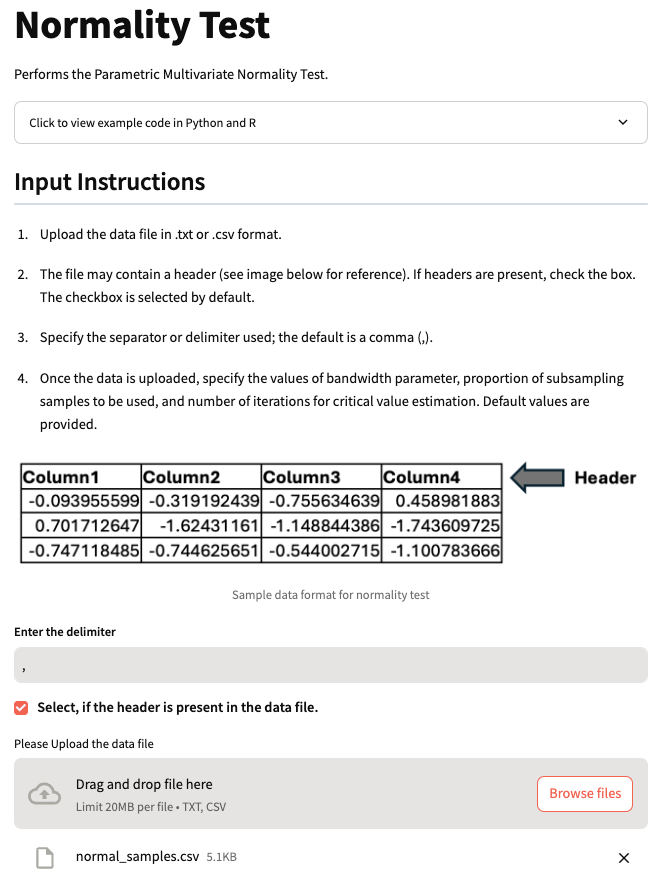 Normality Test
Performs the Parametric Multivariate Normality Test.
Click to view example code in Python and R
Input Instructions
1. Upload the data file in .txt or .csv format.
2. The file may contain a header (see image below for reference). If headers are present, check the box.
The checkbox is selected by default.
3. Specify the separator or delimiter used; the default is a comma (,).
4. Once the data is uploaded, specify the values of bandwidth parameter, proportion of subsampling
samples to be used, and number of iterations for critical value estimation. Default values are
provided.
Column1 Column2 Column3 Column4 Header
-0.093955599 -0.319192439 -0.755634639 0.458981883
0.701712647 -1.62431161 -1.148844386 -1.743609725
-0.747118485 -0.744625651 -0.544002715 -1.100783666
Sample data format for normality test
Enter the delimiter
,
Select, if the header is present in the data file.
Please Upload the data file
Drag and drop file here
Limit 20MB per file • TXT, CSV
Browse files
normal_samples.csv 5.1KB